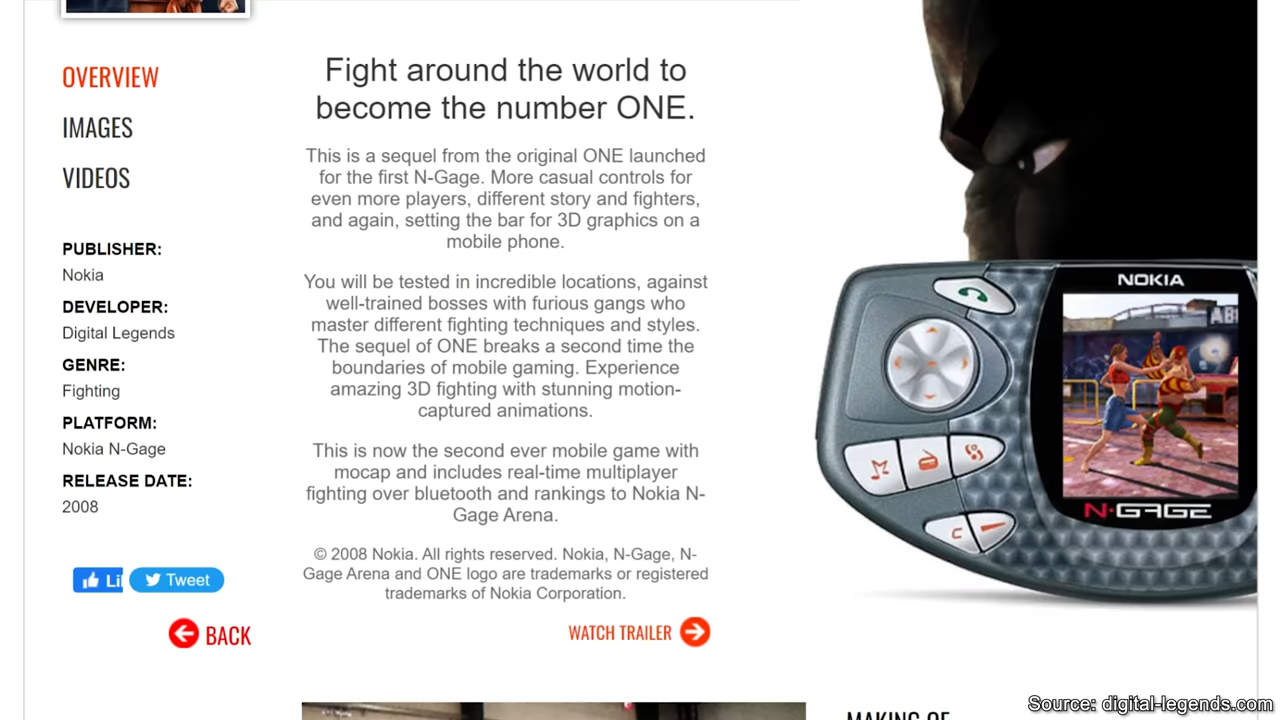 OVERVIEW
IMAGES
VIDEOS
PUBLISHER:
Nokia
DEVELOPER:
Digital Legends
GENRE:
Fighting
PLATFORM:
Nokia N-Gage
RELEASE DATE:
2008
Tweet
BACK
Fight around the world to
become the number ONE.
This is a sequel from the original ONE launched
for the first N-Gage. More casual controls for
even more players, different story and fighters,
and again, setting the bar for 3D graphics on a
mobile phone.
You will be tested in incredible locations, against
well-trained bosses with furious gangs who
master different fighting techniques and styles.
The sequel of ONE breaks a second time the
boundaries of mobile gaming. Experience
amazing 3D fighting with stunning motion-
captured animations.
This is now the second ever mobile game with
mocap and includes real-time multiplayer
fighting over bluetooth and rankings to Nokia N-
Gage Arena.
© 2008 Nokia. All rights reserved. Nokia, N-Gage, N-
Gage Arena and ONE logo are trademarks or registered
trademarks of Nokia Corporation.
WATCH TRAILER
NOKIA
N-GAGE
C
MAKING OF
Source: digital-legends.com